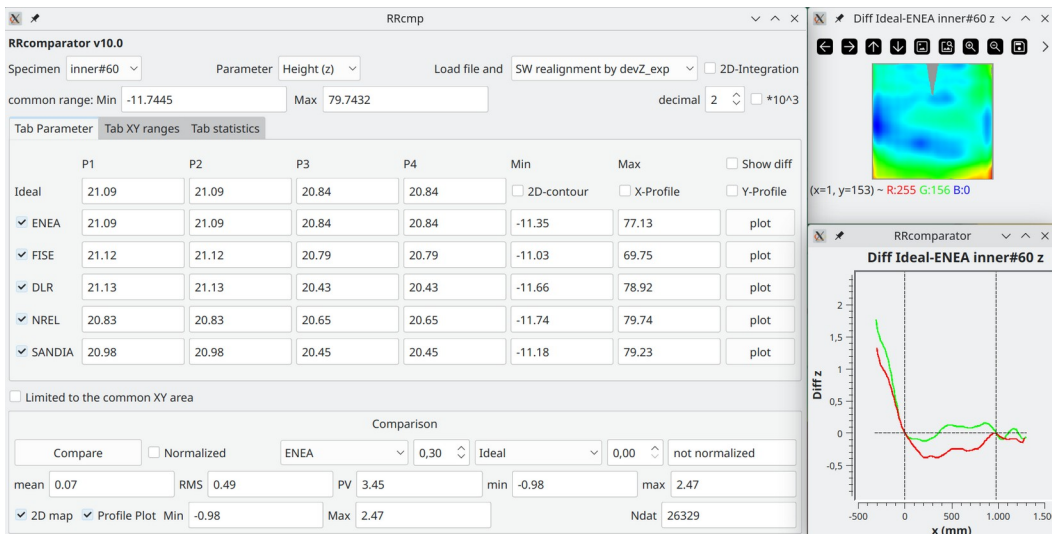 RRcmp
RRcomparator v10.0
Specimen inner#60 Parameter Height (z) Load file and SW realignment by devZ_exp 2D-Integration
common range: Min -11.7445 Max 79.7432 decimal 2 *10^3
Tab Parameter Tab XY ranges Tab statistics
P1 P2 P3 P4 Min Max Show diff
Ideal 21.09 21.09 20.84 20.84 2D-contour X-Profile Y-Profile
ENEA 21.09 21.09 20.84 20.84 -11.35 77.13 plot
FISE 21.12 21.12 20.79 20.79 -11.03 69.75 plot
DLR 21.13 21.13 20.43 20.43 -11.66 78.92 plot
NREL 20.83 20.83 20.65 20.65 -11.74 79.74 plot
SANDIA 20.98 20.98 20.45 20.45 -11.18 79.23 plot
Limited to the common XY area
Comparison
Compare Normalized ENEA 0,30 Ideal 0,00 not normalized
mean 0.07 RMS 0.49 PV 3.45 min -0.98 max 2.47
2D map Profile Plot Min -0.98 Max 2.47 Ndat 26329
Diff Ideal-ENEA inner#60 z
(x=1, y=153) ~ R:255 G:156 B:0
RRcomparator
Diff Ideal-ENEA inner#60 z
2
1,5
1
0,5
0
-0,5
Diff z
-500 0 500 1.000 1.50
x (mm)